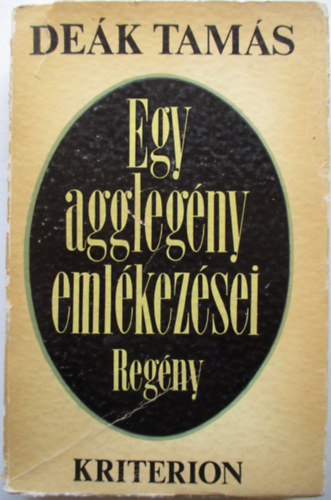 DEÁK TAMÁS
Egy
agglegény
emlékezései
Regény
KRITERION